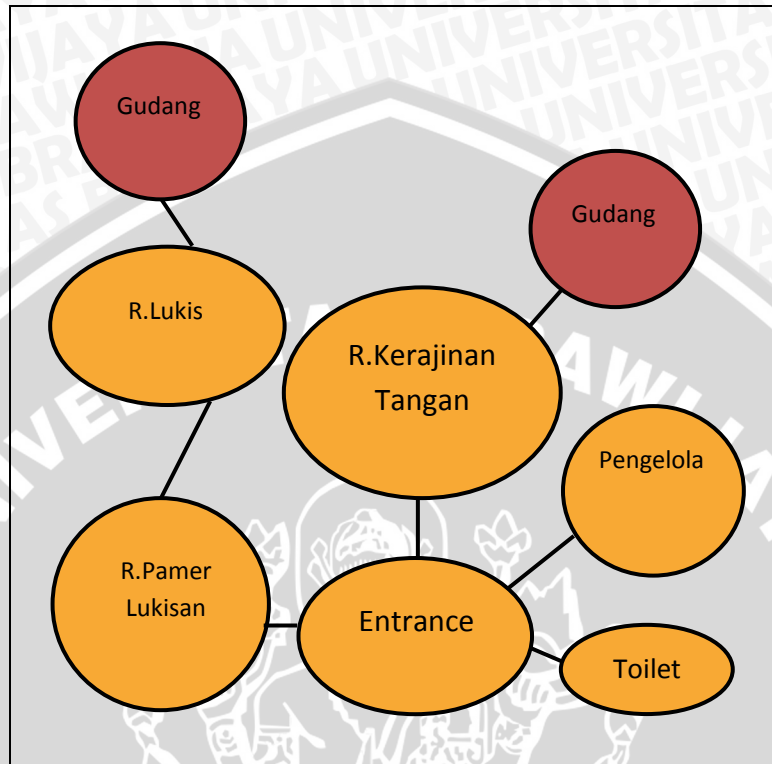 Gudang
Gudang
R.Lukis
R.Kerajinan
Tangan
Pengelola
R.Pamer
Lukisan
Entrance
Toilet